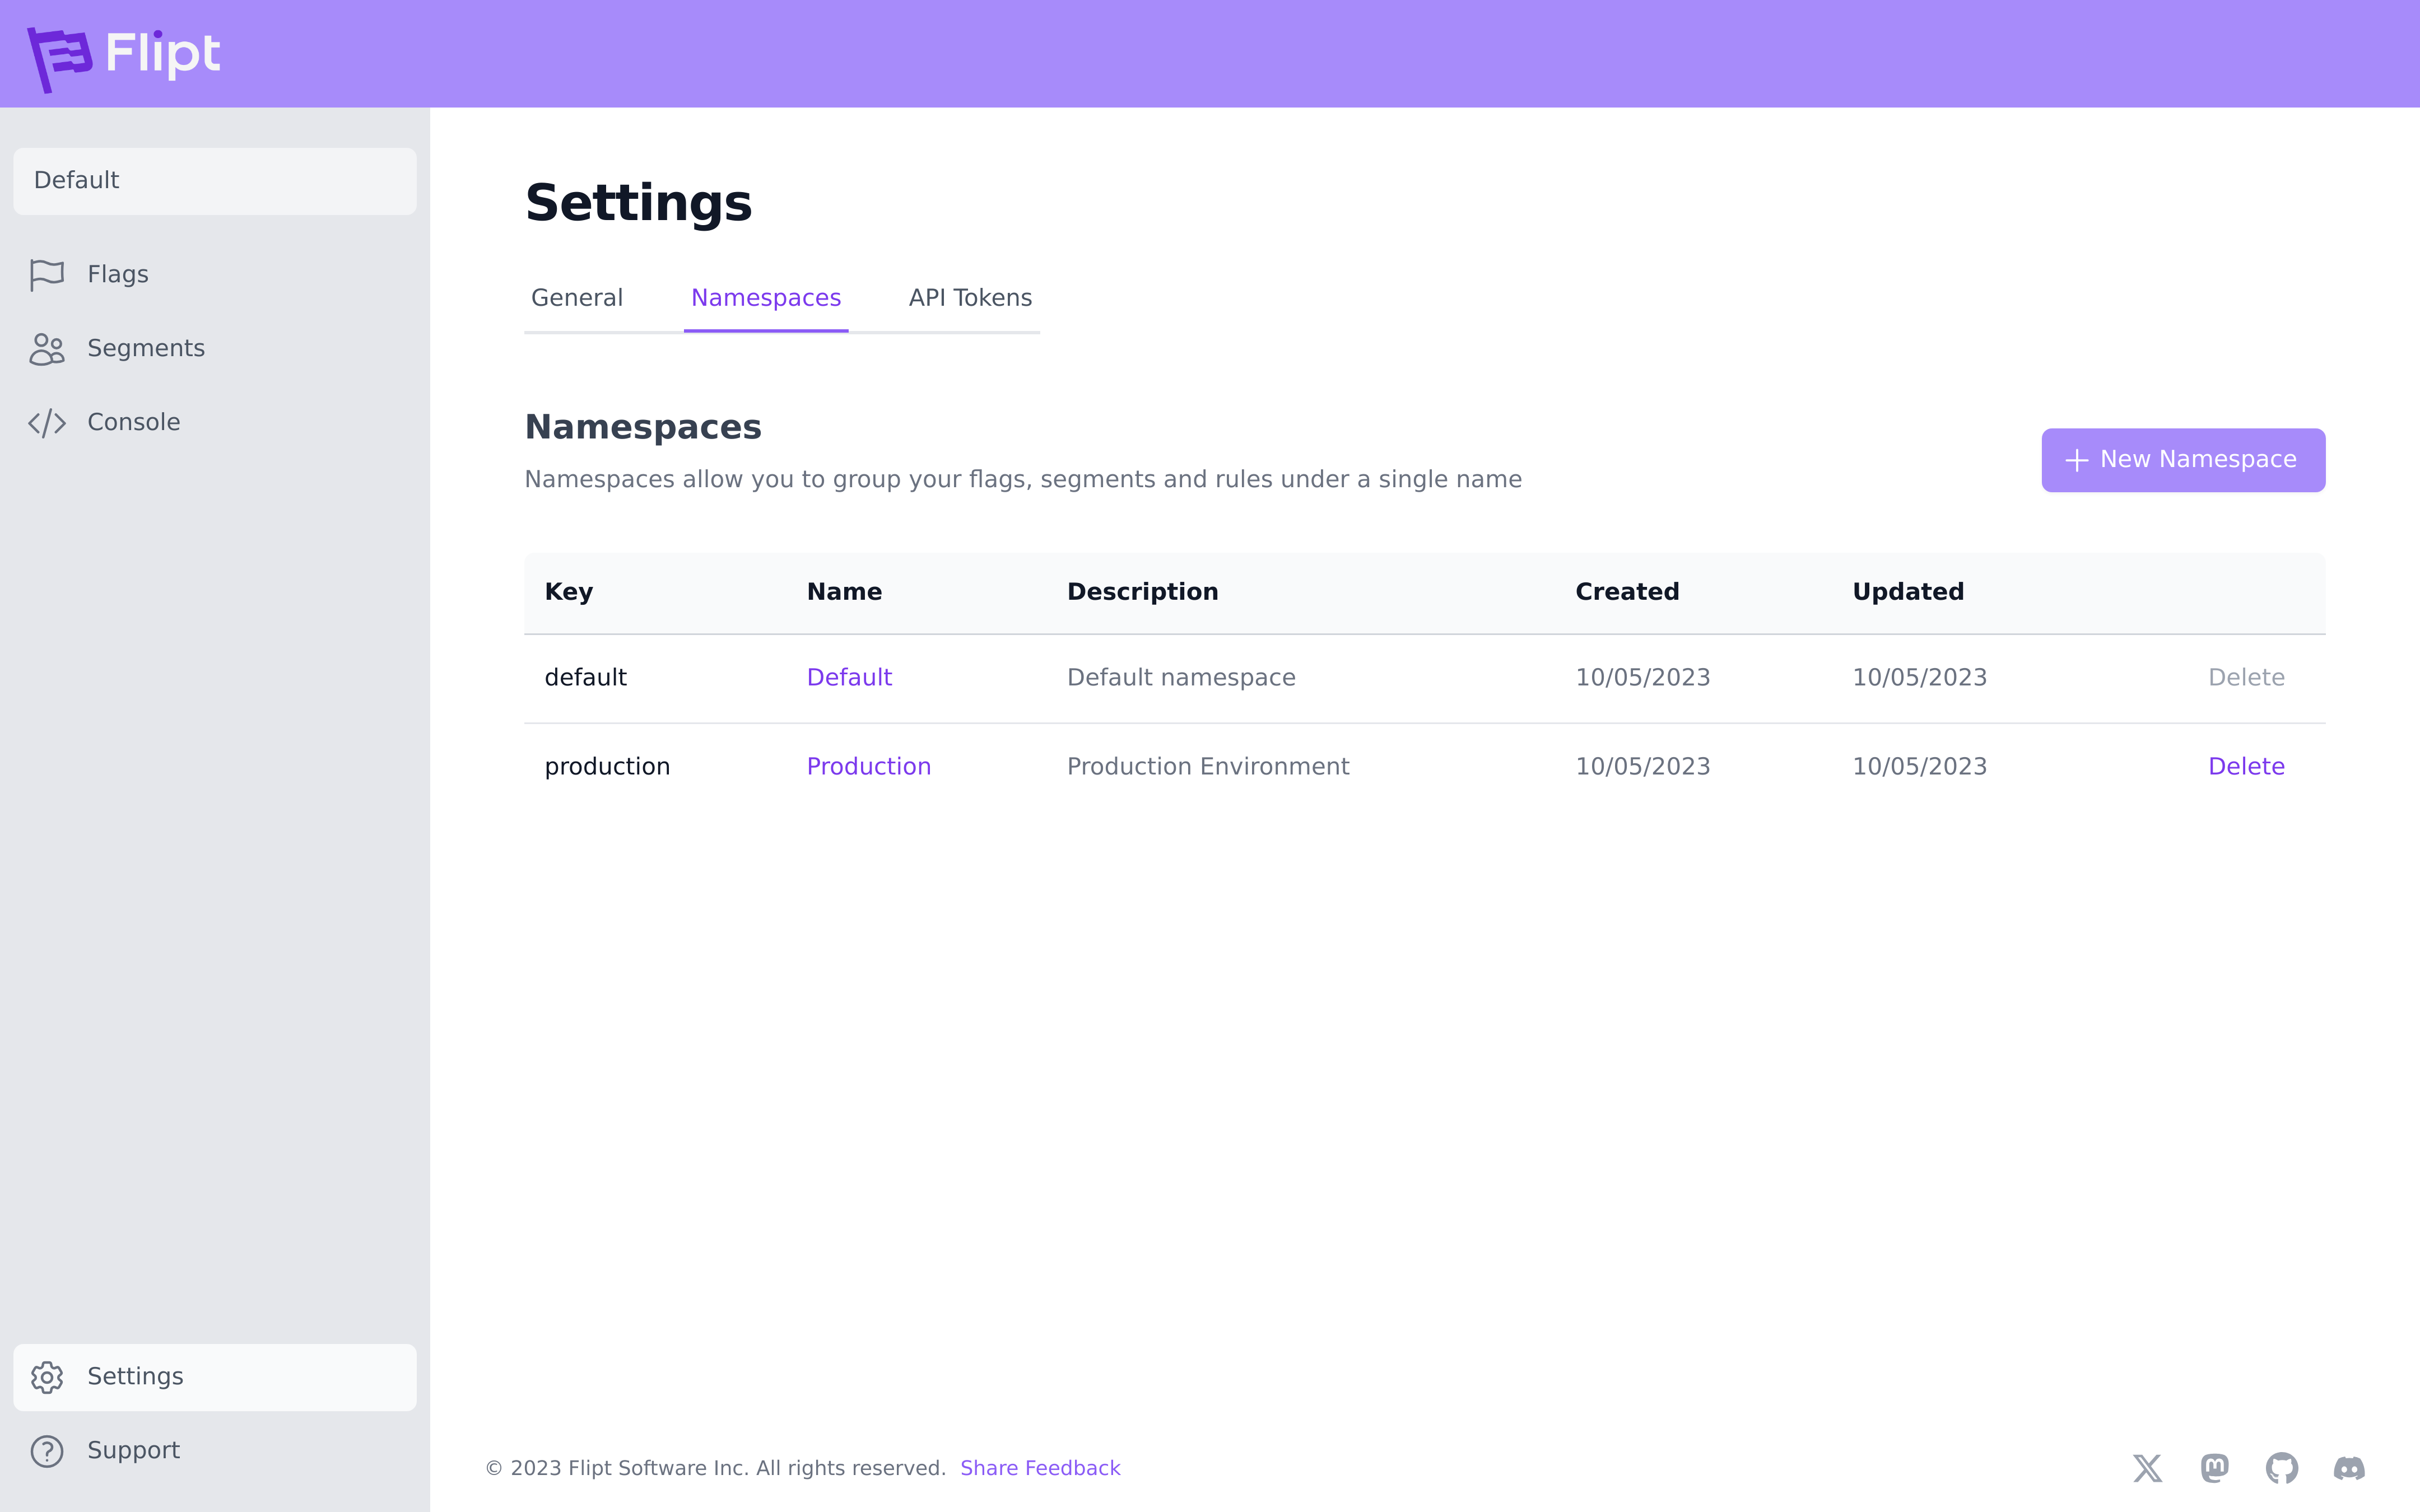 Flipt
Default
Flags
Segments
Console
Settings
Support
Settings
General Namespaces API Tokens
Namespaces
Namespaces allow you to group your flags, segments and rules under a single name
New Namespace
Key Name Description Created Updated
default Default Default namespace 10/05/2023 10/05/2023 Delete
production Production Production Environment 10/05/2023 10/05/2023 Delete
© 2023 Flipt Software Inc. All rights reserved. Share Feedback